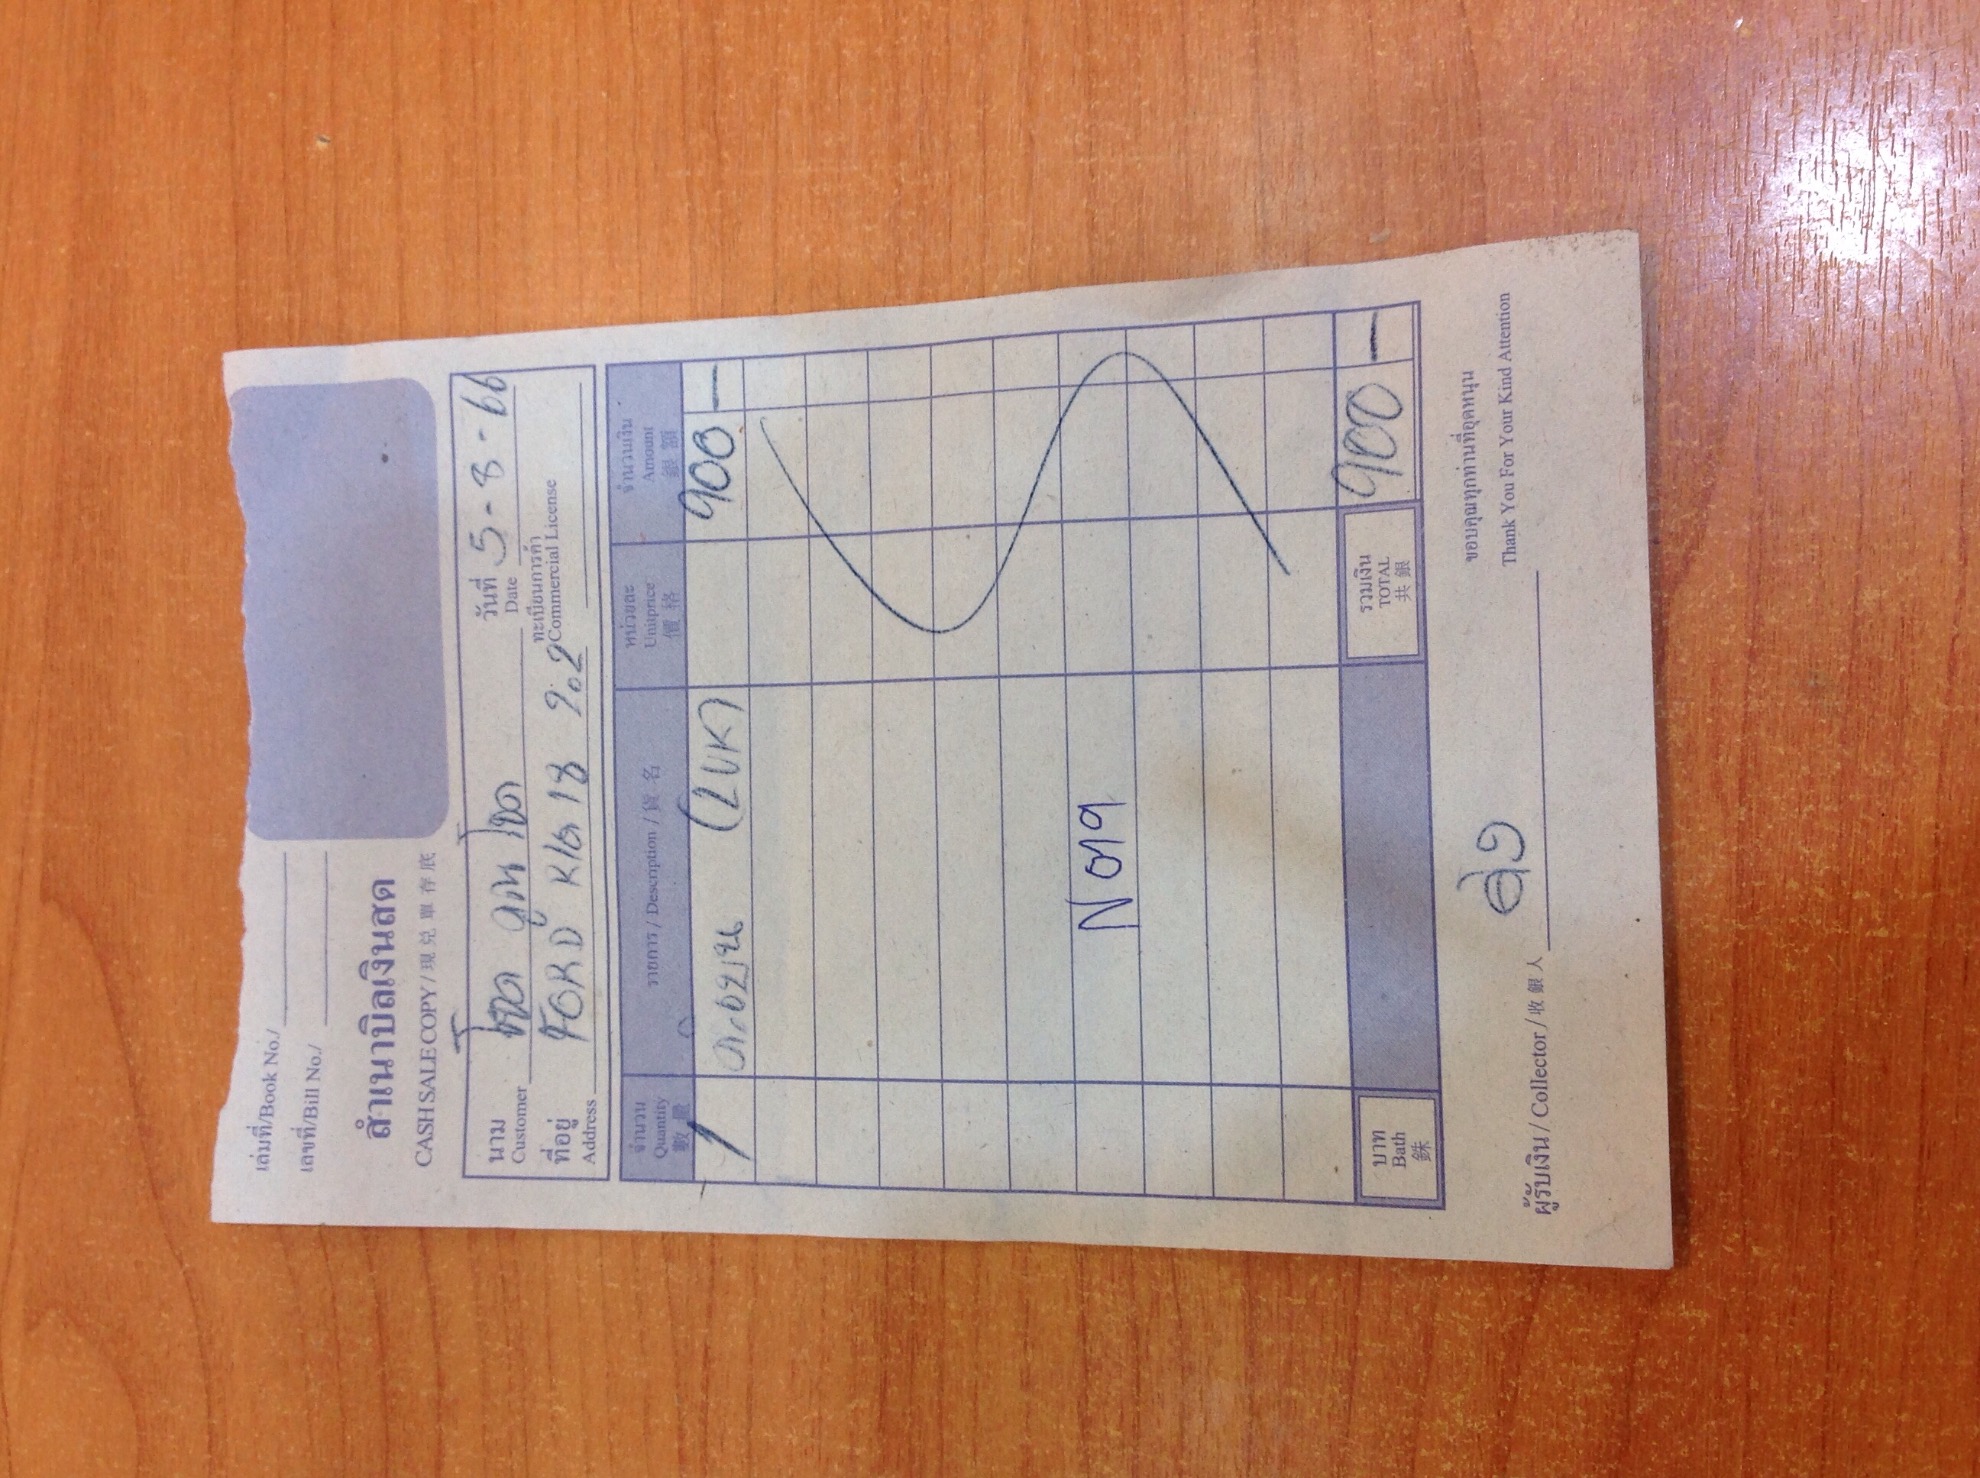 เล่มที่/Book No./
เลขที่/Bill No./
สำเนาบิลเงินสด
CASH SALE COPY / 現 兑 單 存 底
นาม
Customer
วันที่ 5-8-66
Date
ที่อยู่ FORD
Address
ทะเบียนการค้า
Commercial License
จำนวน รายการ / Description / 貨 名 หน่วยละ จำนวนเงิน
Quantity Unitprice Amount
數 量 價 格 銀 額
1 (LUK) 900 —
บาท รวมเงิน 900 —
Bath TOTAL
銖 共 銀
ผู้รับเงิน / Collector / 收 銀 人
ขอบคุณทุกท่านที่อุดหนุน
Thank You For Your Kind Attention